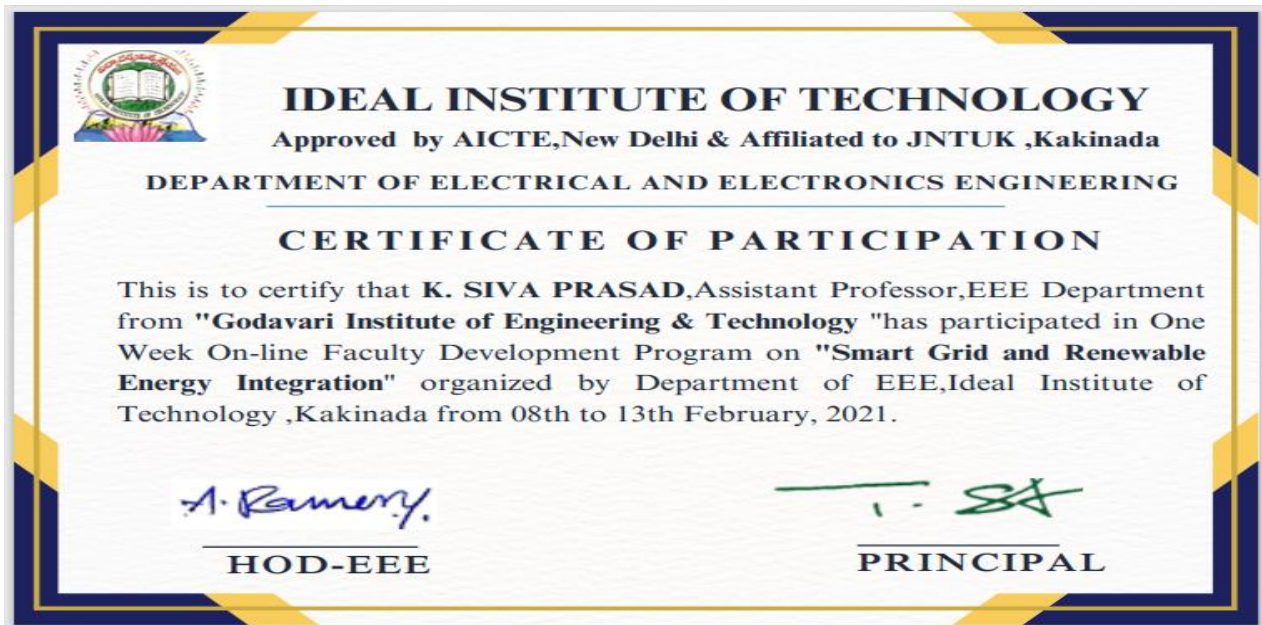 IDEAL INSTITUTE OF TECHNOLOGY
Approved by AICTE,New Delhi & Affiliated to JNTUK ,Kakinada
DEPARTMENT OF ELECTRICAL AND ELECTRONICS ENGINEERING
CERTIFICATE OF PARTICIPATION
This is to certify that K. SIVA PRASAD,Assistant Professor,EEE Department
from "Godavari Institute of Engineering & Technology "has participated in One
Week On-line Faculty Development Program on "Smart Grid and Renewable
Energy Integration" organized by Department of EEE,Ideal Institute of
Technology ,Kakinada from 08th to 13th February, 2021.
HOD-EEE
PRINCIPAL